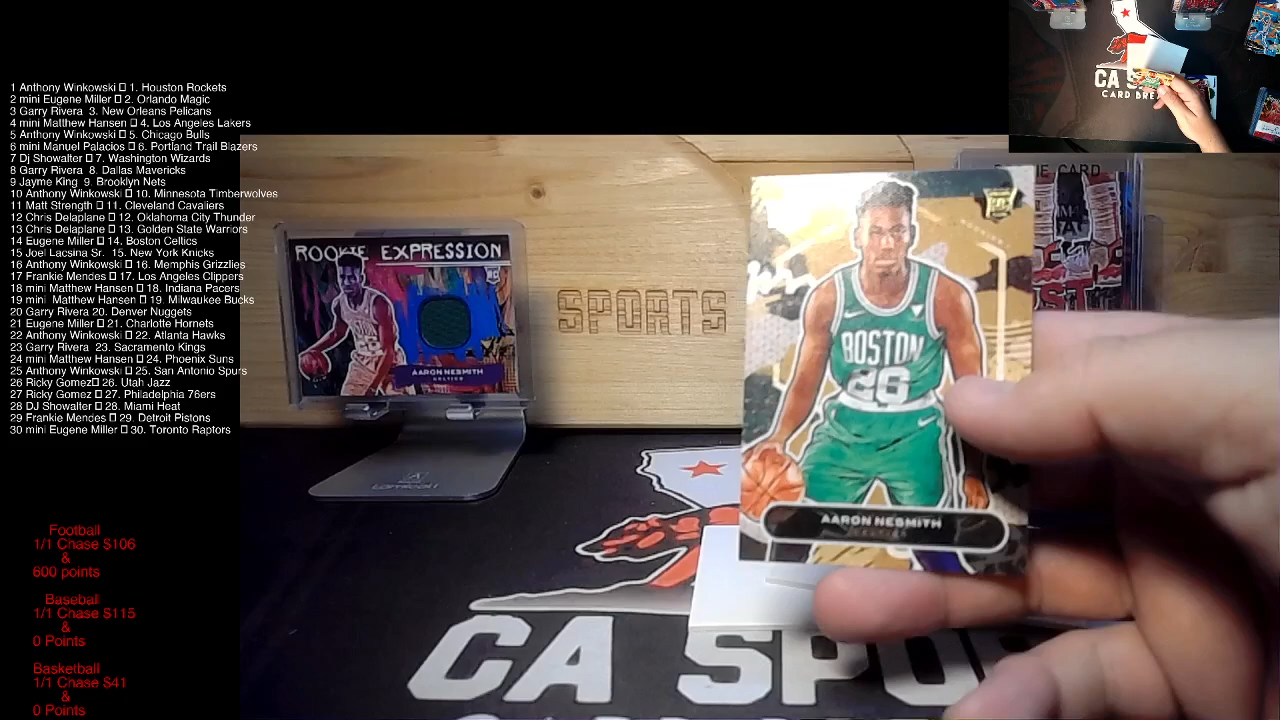 1 Anthony Winkowski 1. Houston Rockets
2 mini Eugene Miller 2. Orlando Magic
3 Garry Rivera 3. New Orleans Pelicans
4 mini Matthew Hansen 4. Los Angeles Lakers
5 Anthony Winkowski 5. Chicago Bulls
6 mini Manuel Palacios 6. Portland Trail Blazers
7 Dj Showalter 7. Washington Wizards
8 Garry Rivera 8. Dallas Mavericks
9 Jayme King 9. Brooklyn Nets
10 Anthony Winkowski 10. Minnesota Timberwolves
11 Matt Strength 11. Cleveland Cavaliers
12 Chris Delaplane 12. Oklahoma City Thunder
13 Chris Delaplane 13. Golden State Warriors
14 Eugene Miller 14. Boston Celtics
15 Joel Lacsina Sr. 15. New York Knicks
16 Anthony Winkowski 16. Memphis Grizzlies
17 Frankie Mendes 17. Los Angeles Clippers
18 mini Matthew Hansen 18. Indiana Pacers
19 mini Matthew Hansen 19. Milwaukee Bucks
20 Garry Rivera 20. Denver Nuggets
21 Eugene Miller 21. Charlotte Hornets
22 Anthony Winkowski 22. Atlanta Hawks
23 Garry Rivera 23. Sacramento Kings
24 mini Matthew Hansen 24. Phoenix Suns
25 Anthony Winkowski 25. San Antonio Spurs
26 Ricky Gomez 26. Utah Jazz
27 Ricky Gomez 27. Philadelphia 76ers
28 DJ Showalter 28. Miami Heat
29 Frankie Mendes 29. Detroit Pistons
30 mini Eugene Miller 30. Toronto Raptors
Football
1/1 Chase $106
&
600 points
Baseball
1/1 Chase $115
&
0 Points
Basketball
1/1 Chase $41
&
0 Points
ROOKIE EXPRESSION
RC
AARON NESMITH
CELTICS
SPORTS
BOSTON
26
AARON NESMITH
CELTICS
CARD
CA SPO
CA S
CARD BRE